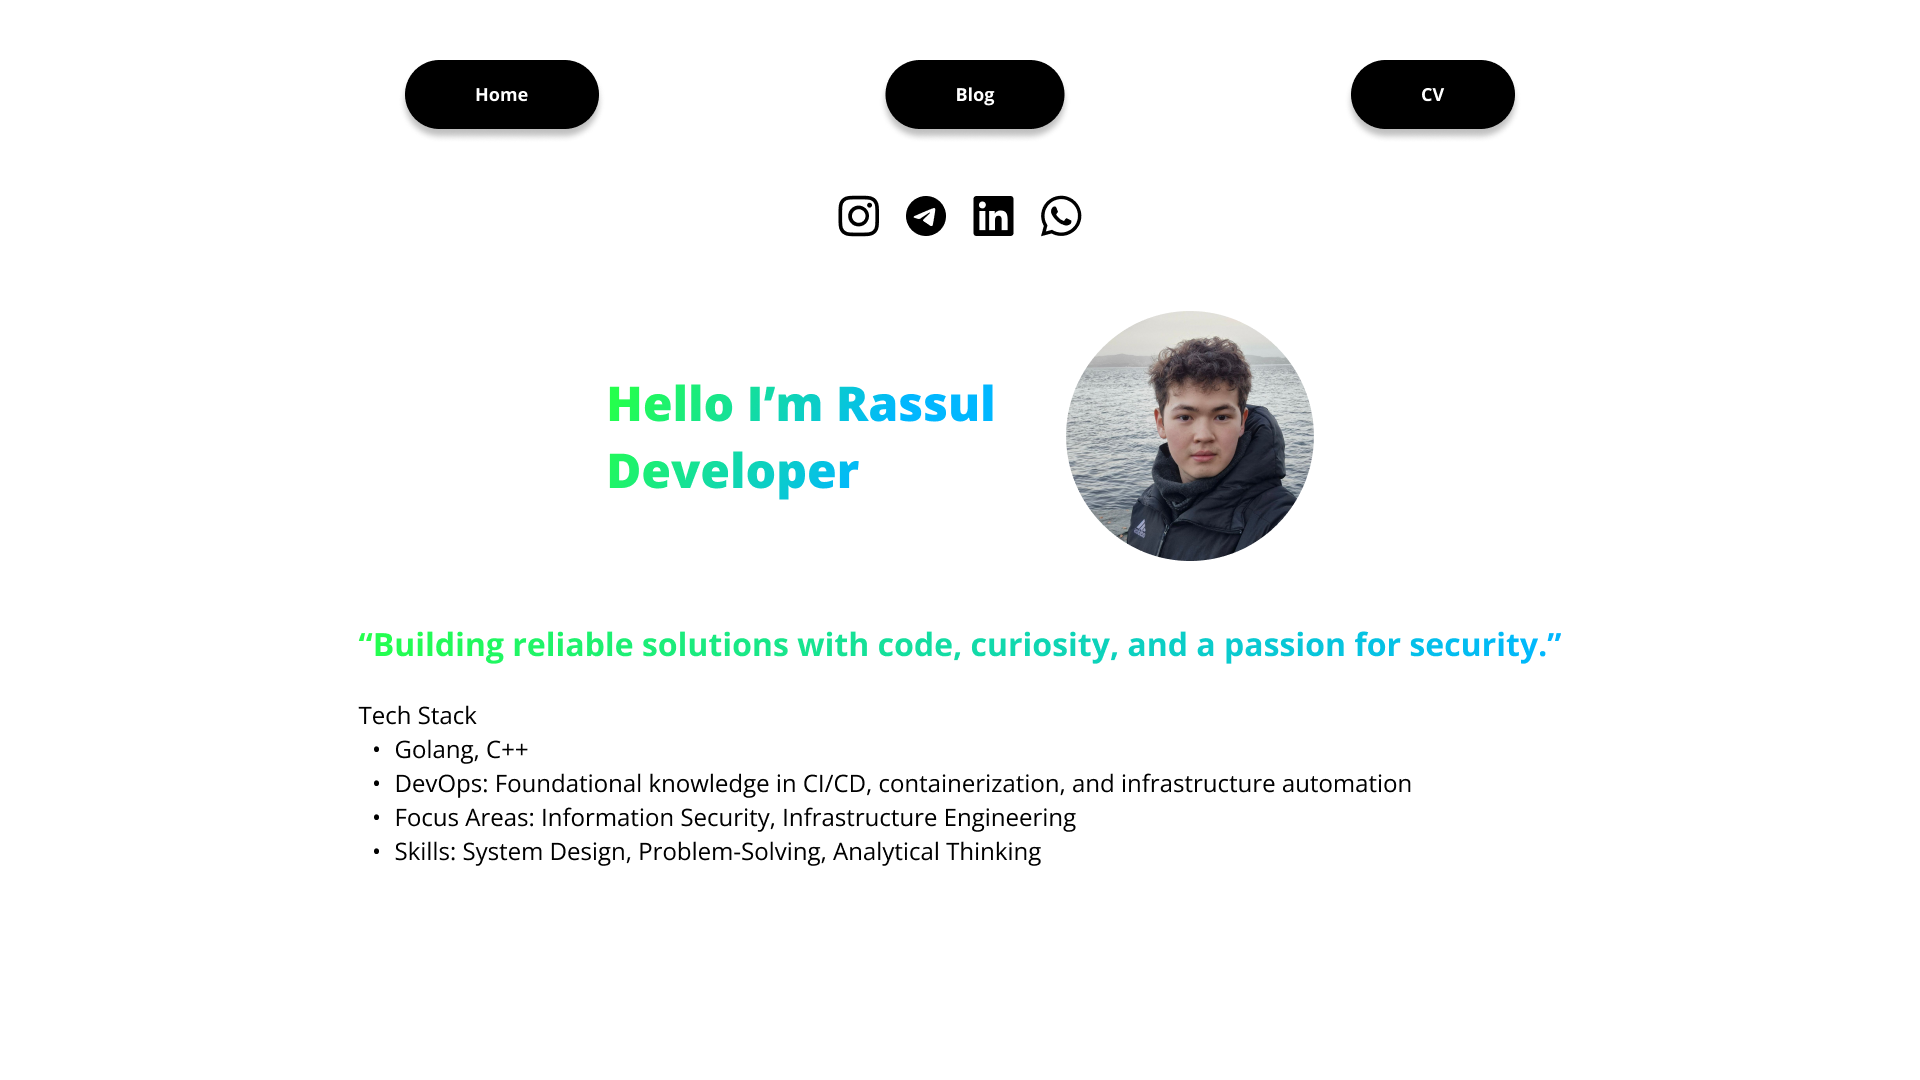 Home
Blog
CV
Hello I’m Rassul
Developer
“Building reliable solutions with code, curiosity, and a passion for security.”
Tech Stack
• Golang, C++
• DevOps: Foundational knowledge in CI/CD, containerization, and infrastructure automation
• Focus Areas: Information Security, Infrastructure Engineering
• Skills: System Design, Problem-Solving, Analytical Thinking